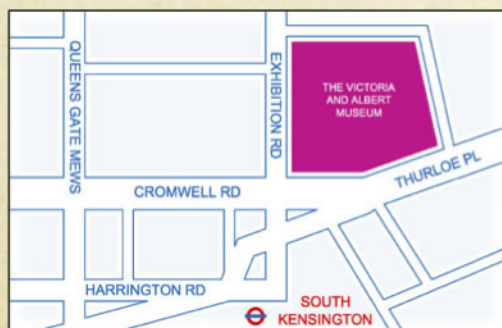 QUEENS GATE MEWS
EXHIBITION RD
THE VICTORIA
AND ALBERT
MUSEUM
THURLOE PL
CROMWELL RD
HARRINGTON RD
SOUTH
KENSINGTON